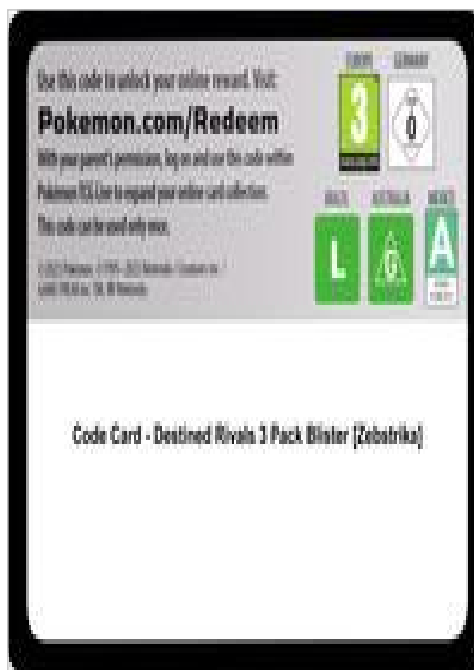 Use this code to unlock your online reward. Visit:
Pokemon.com/Redeem
With your parent's permission, log on and use this code within
Pokémon TCG Live to expand your online card collection.
This code can be used only once.
EUROPE GERMANY
3
0
BRAZIL AUSTRALIA MEXICO
L
G
A
Code Card - Destined Rivals 3 Pack Blister [Zebstrika]